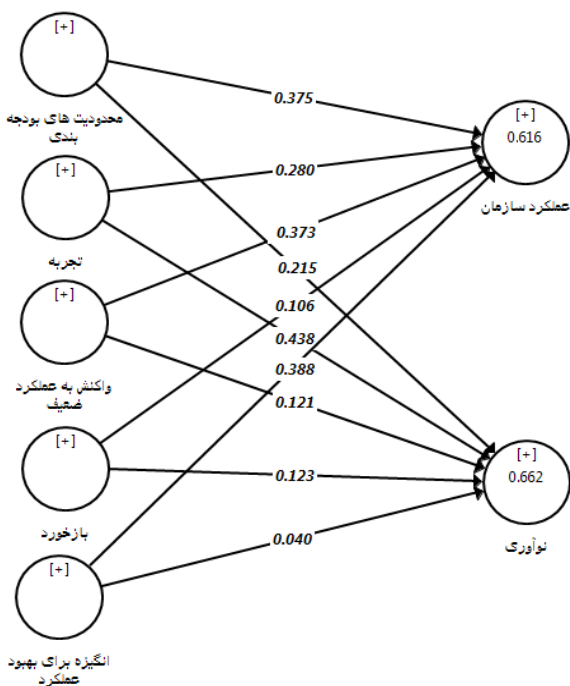 [+]
محدودیت های بودجه
بندی
[+]
تجربه
[+]
واکنش به عملکرد
ضعیف
[+]
بازخورد
[+]
انگیزه برای بهبود
عملکرد
0.375
0.280
0.373
0.215
0.106
0.438
0.388
0.121
0.123
0.040
[+]
0.616
عملکرد سازمان
[+]
0.662
نوآوری